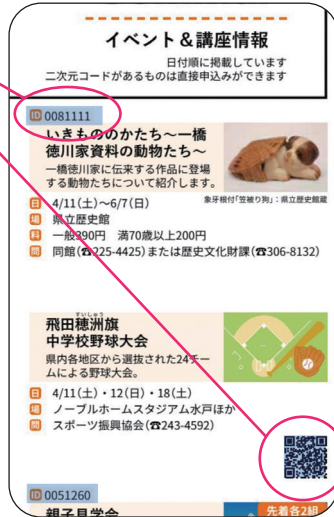 イベント&講座情報
日付順に掲載しています
二次元コードがあるものは直接申込みができます
ID 0081111
いきもののかたち〜一橋
徳川家資料の動物たち〜
一橋徳川家に伝来する作品に登場
する動物たちについて紹介します。
象牙根付「笠被り狗」:県立歴史館蔵
日 4/11(土)〜6/7(日)
場 県立歴史館
料 一般390円 満70歳以上200円
問 同館(☎225-4425)または歴史文化財課(☎306-8132)
すいしゅう
飛田穂洲旗
中学校野球大会
県内各地区から選抜された24チー
ムによる野球大会。
日 4/11(土)・12(日)・18(土)
場 ノーブルホームスタジアム水戸ほか
問 スポーツ振興協会(☎243-4592)
ID 0051260
親子見学会
先着各2組